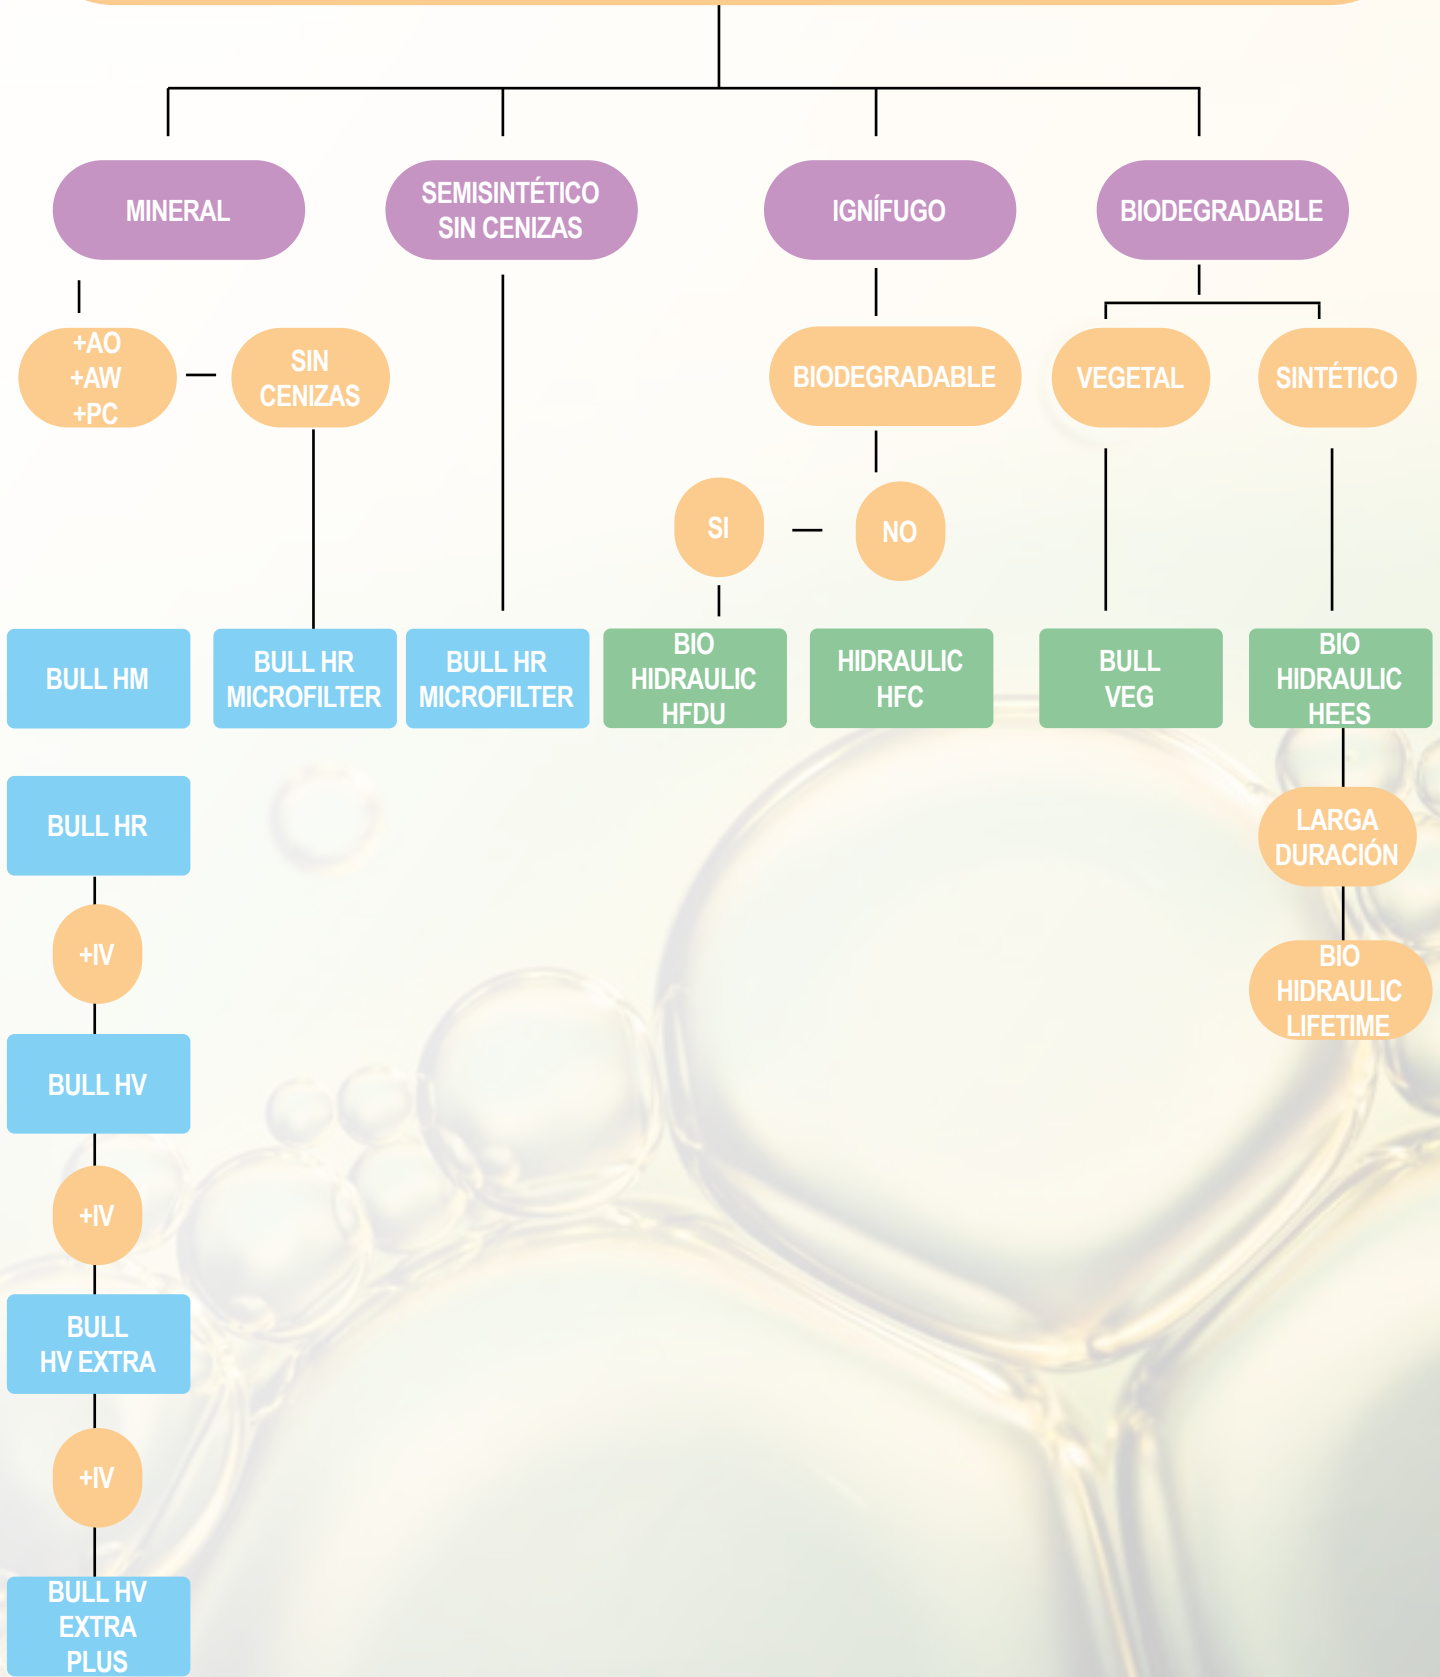 MINERAL
SEMISINTÉTICO
SIN CENIZAS
IGNÍFUGO
BIODEGRADABLE
+AO
+AW
+PC
SIN
CENIZAS
BIODEGRADABLE
VEGETAL
SINTÉTICO
SI
NO
BULL HM
BULL HR
MICROFILTER
BULL HR
MICROFILTER
BIO
HIDRAULIC
HFDU
HIDRAULIC
HFC
BULL
VEG
BIO
HIDRAULIC
HEES
BULL HR
LARGA
DURACIÓN
+IV
BIO
HIDRAULIC
LIFETIME
BULL HV
+IV
BULL
HV EXTRA
+IV
BULL HV
EXTRA
PLUS